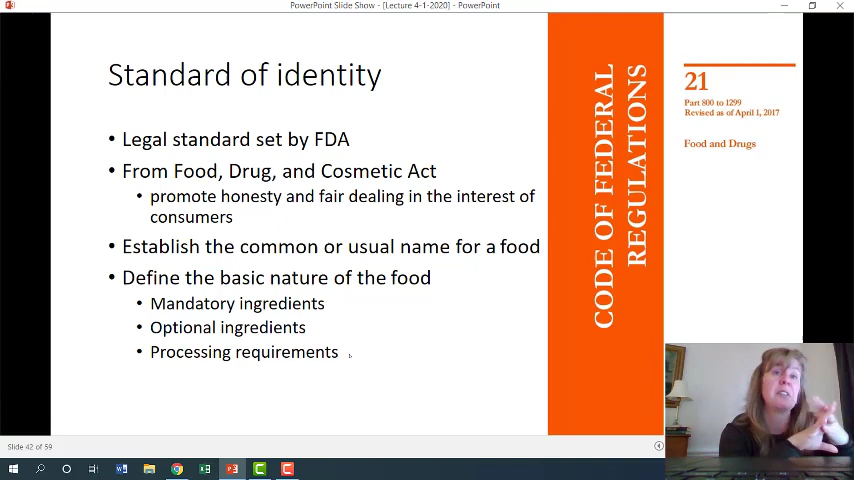 PowerPoint Slide Show - [Lecture 4-1-2020] - PowerPoint
Standard of identity
• Legal standard set by FDA
• From Food, Drug, and Cosmetic Act
• promote honesty and fair dealing in the interest of
consumers
• Establish the common or usual name for a food
• Define the basic nature of the food
• Mandatory ingredients
• Optional ingredients
• Processing requirements
CODE OF FEDERAL
REGULATIONS
21
Part 800 to 1299
Revised as of April 1, 2017
Food and Drugs
Slide 42 of 59